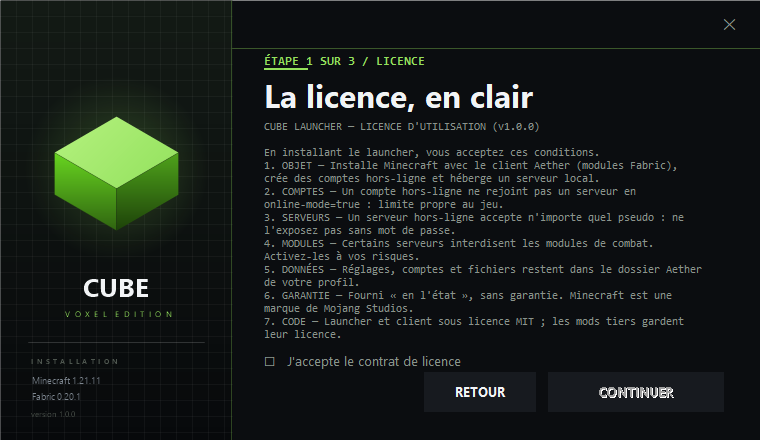 CUBE
VOXEL EDITION
INSTALLATION
Minecraft 1.21.11
Fabric 0.20.1
version 1.0.0
ÉTAPE 1 SUR 3 / LICENCE
La licence, en clair
CUBE LAUNCHER — LICENCE D'UTILISATION (v1.0.0)
En installant le launcher, vous acceptez ces conditions.
1. OBJET — Installe Minecraft avec le client Aether (modules Fabric),
crée des comptes hors-ligne et héberge un serveur local.
2. COMPTES — Un compte hors-ligne ne rejoint pas un serveur en
online-mode=true : limite propre au jeu.
3. SERVEURS — Un serveur hors-ligne accepte n'importe quel pseudo : ne
l'exposez pas sans mot de passe.
4. MODULES — Certains serveurs interdisent les modules de combat.
Activez-les à vos risques.
5. DONNÉES — Réglages, comptes et fichiers restent dans le dossier Aether
de votre profil.
6. GARANTIE — Fourni « en l'état », sans garantie. Minecraft est une
marque de Mojang Studios.
7. CODE — Launcher et client sous licence MIT ; les mods tiers gardent
leur licence.
J'accepte le contrat de licence
RETOUR
CONTINUER